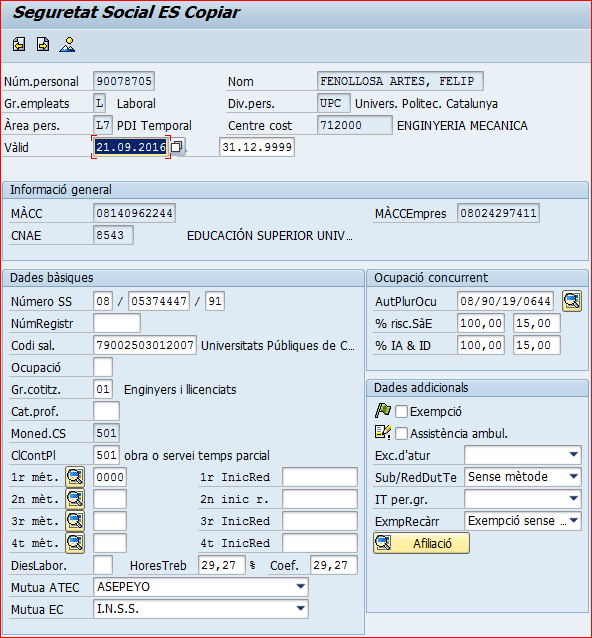 Seguretat Social ES Copiar
Núm.personal 90078705 Nom FENOLLOSA ARTES, FELIP
Gr.empleats L Laboral Div.pers. UPC Univers. Politec. Catalunya
Àrea pers. L7 PDI Temporal Centre cost 712000 ENGINYERIA MECANICA
Vàlid 21.09.2016 31.12.9999
Informació general
MÀCC 08140962244 MÀCCEmpres 08024297411
CNAE 8543 EDUCACIÓN SUPERIOR UNIV…
Dades bàsiques
Número SS 08 / 05374447 / 91
NúmRegistr
Codi sal. 79002503012007 Universitats Públiques de C…
Ocupació
Gr.cotitz. 01 Enginyers i llicenciats
Cat.prof.
Moned.CS 501
ClContPl 501 obra o servei temps parcial
1r mét. 0000 1r InicRed
2n mèt. 2n inic r.
3r mèt. 3r InicRed
4t mét. 4t InicRed
DiesLabor. HoresTreb 29,27 % Coef. 29,27
Mutua ATEC ASEPEYO
Mutua EC I.N.S.S.
Ocupació concurrent
AutPlurOcu 08/90/19/0644
% risc.SàE 100,00 15,00
% IA & ID 100,00 15,00
Dades addicionals
Exempció
Assistència ambul.
Exc.d'atur
Sub/RedDutTe Sense mètode
IT per.gr.
ExmpRecàrr Exempció sense ...
Afiliació